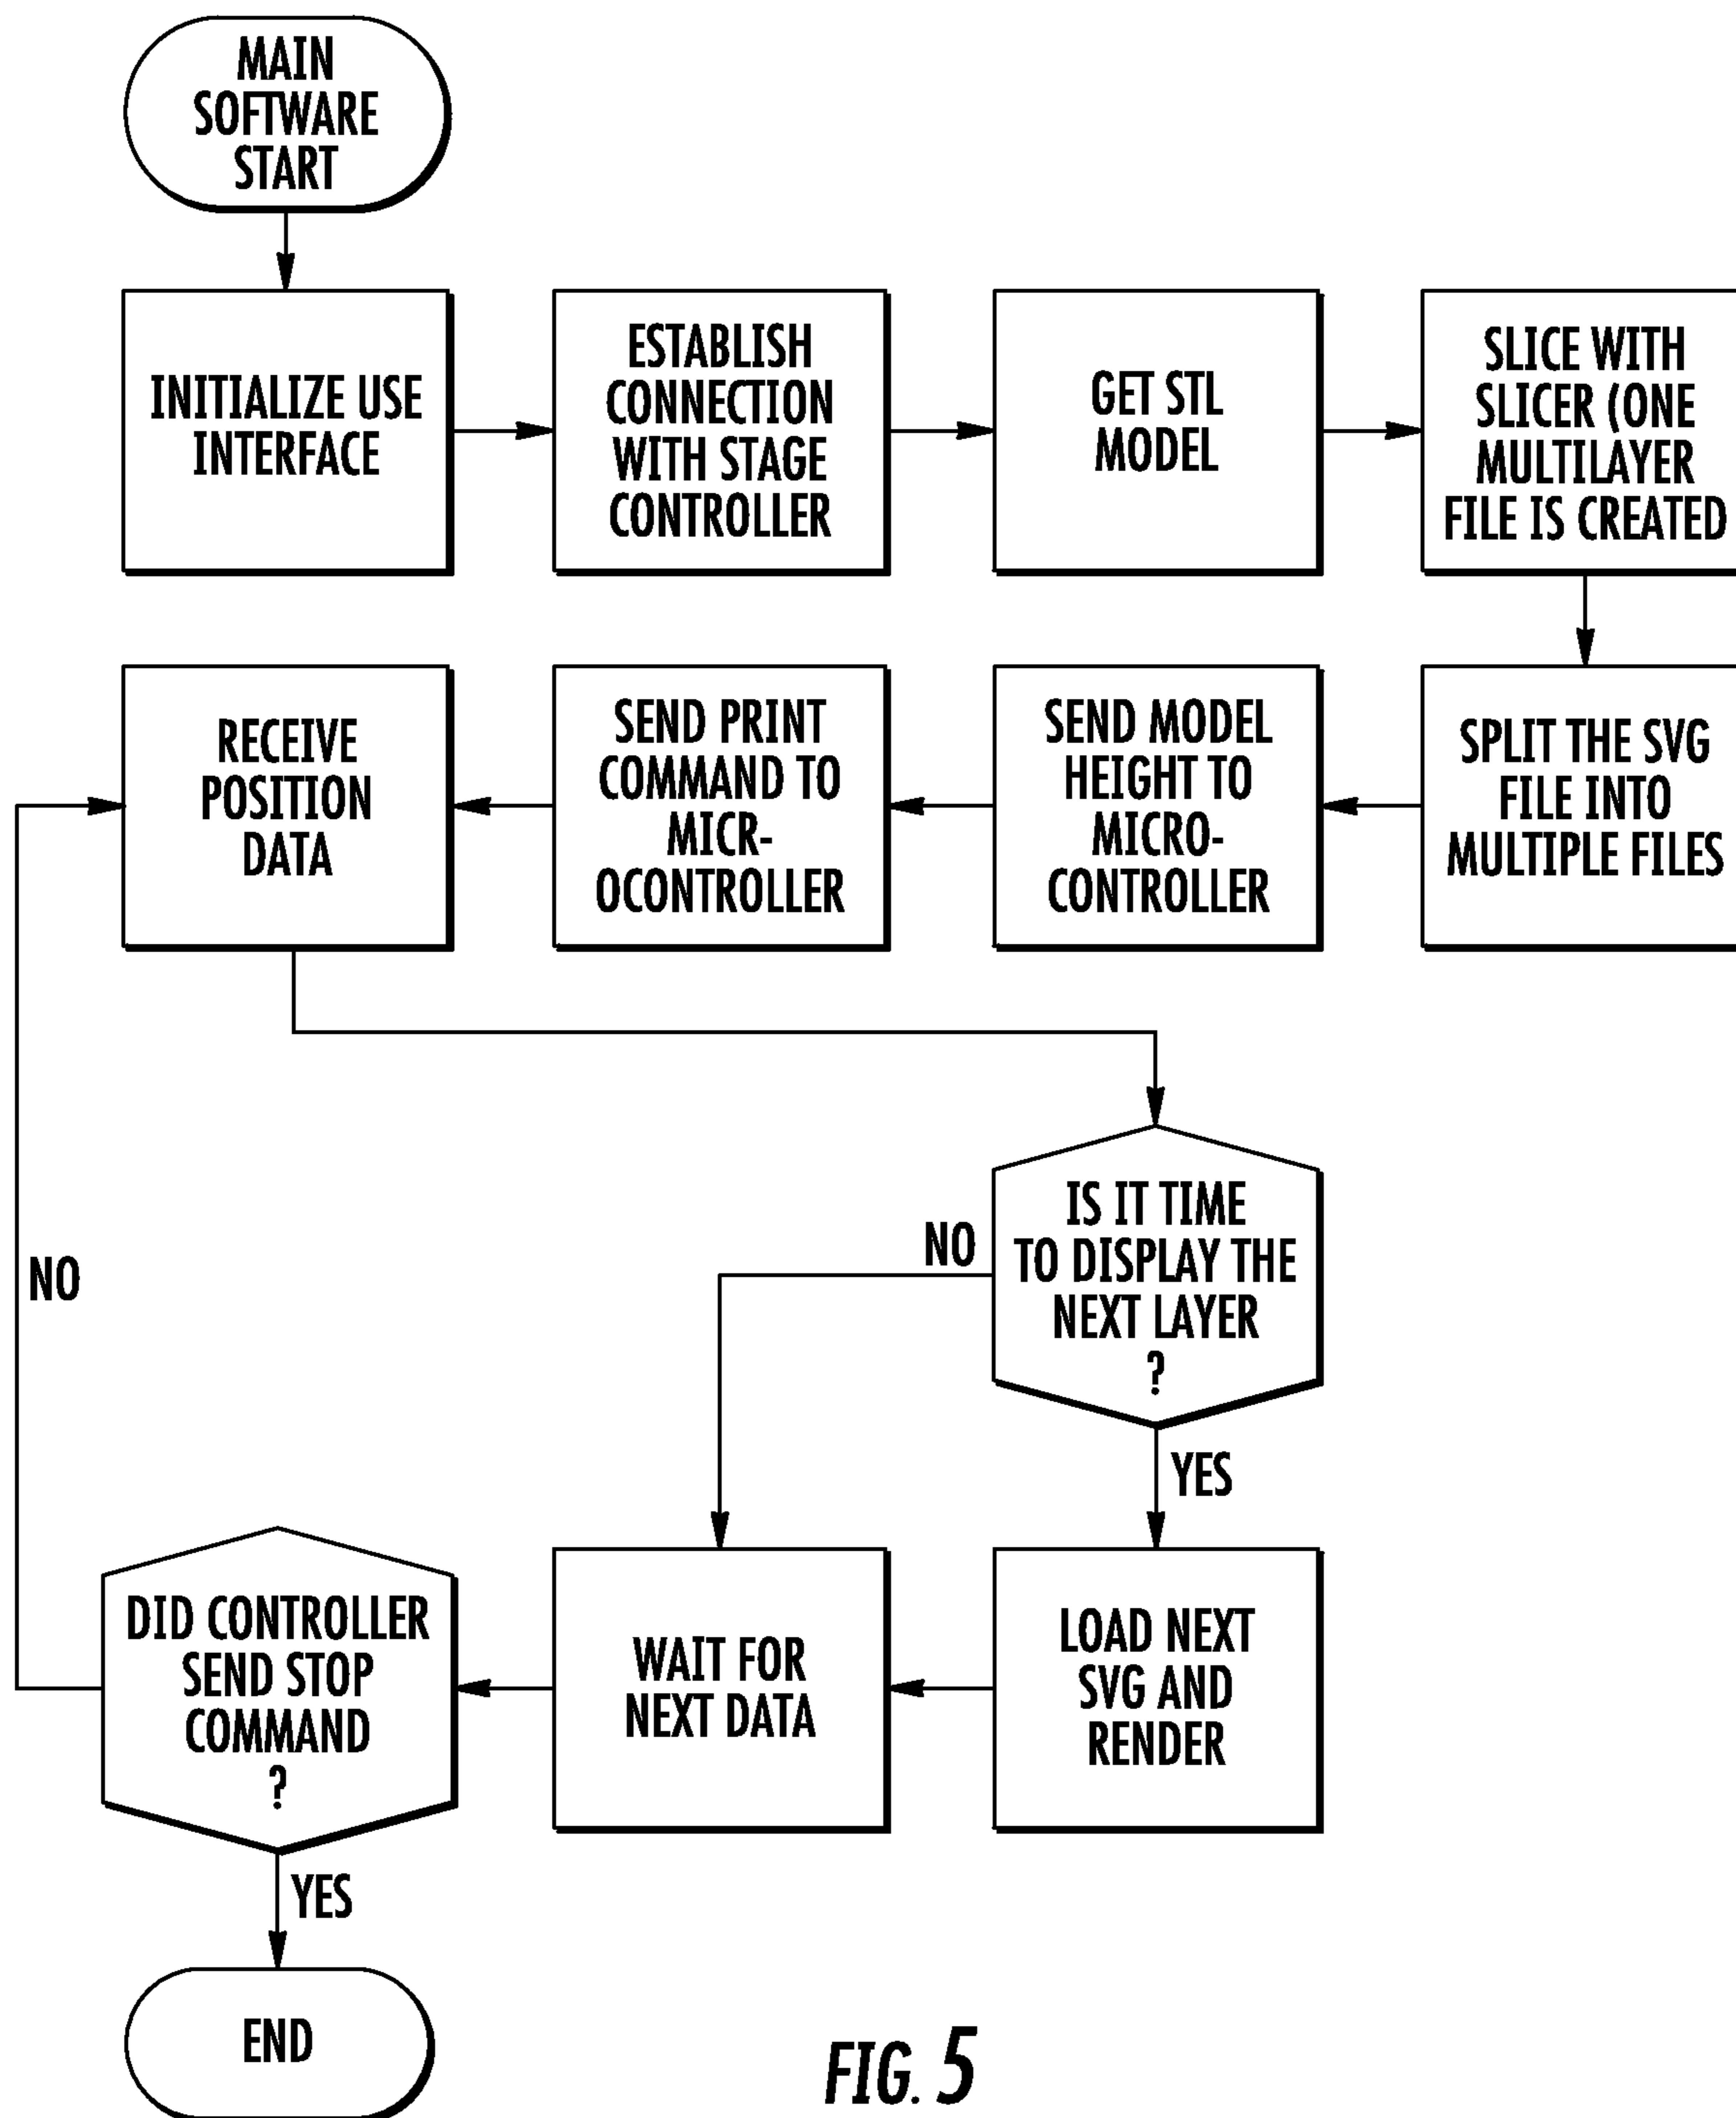 MAIN
SOFTWARE
START
INITIALIZE USE
INTERFACE
ESTABLISH
CONNECTION
WITH STAGE
CONTROLLER
GET STL
MODEL
SLICE WITH
SLICER (ONE
MULTILAYER
FILE IS CREATED
SPLIT THE SVG
FILE INTO
MULTIPLE FILES
SEND MODEL
HEIGHT TO
MICRO-
CONTROLLER
SEND PRINT
COMMAND TO
MICR-
OCONTROLLER
RECEIVE
POSITION
DATA
IS IT TIME
TO DISPLAY THE
NEXT LAYER
?
NO
YES
LOAD NEXT
SVG AND
RENDER
WAIT FOR
NEXT DATA
DID CONTROLLER
SEND STOP
COMMAND
?
NO
YES
END
FIG. 5